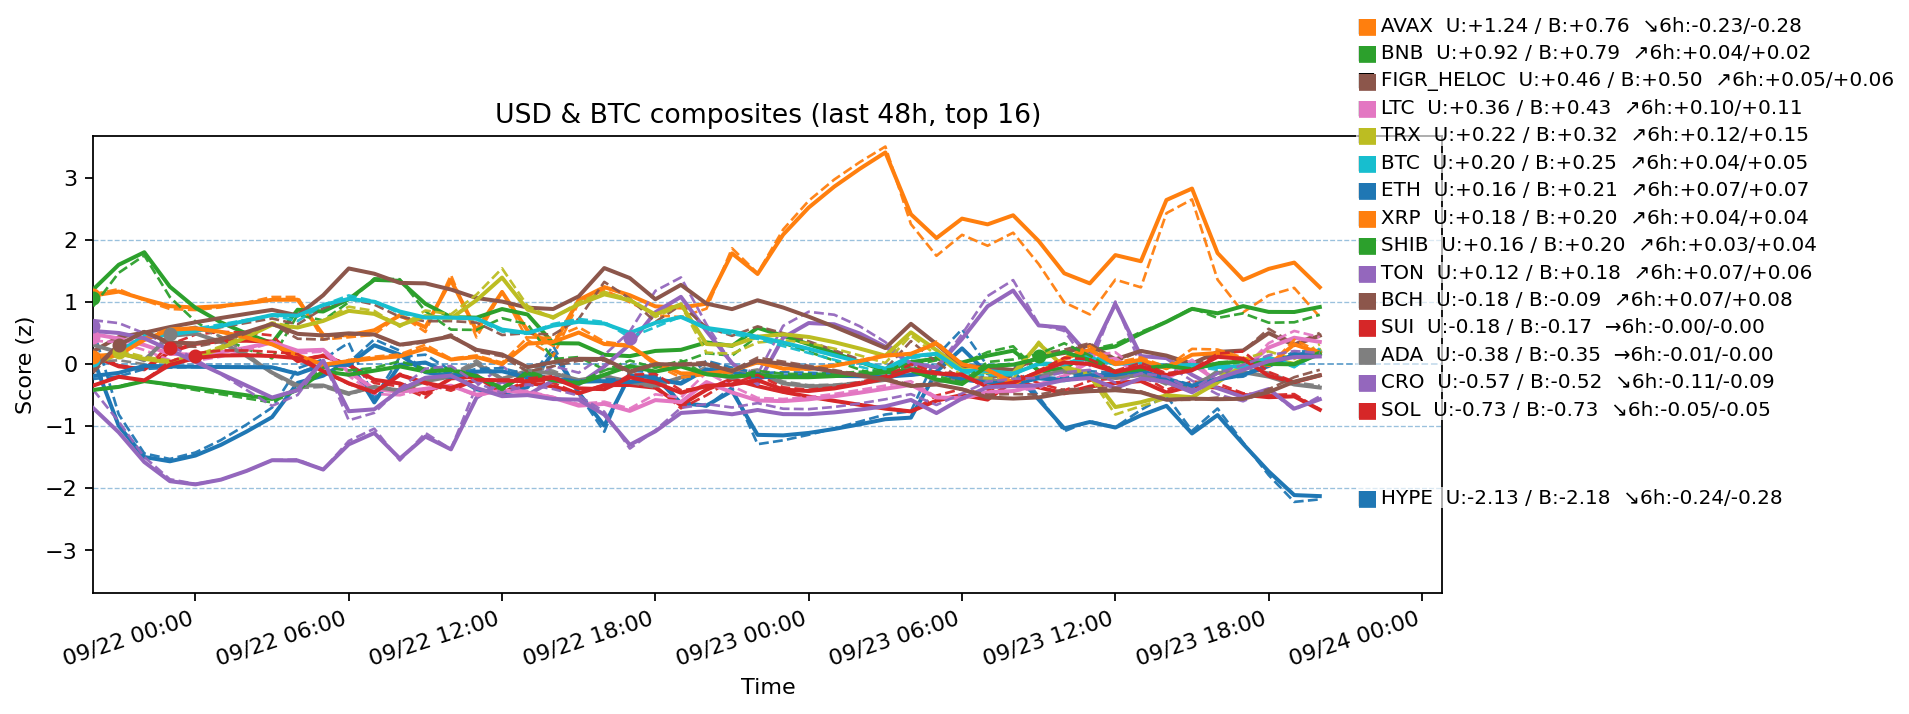 AVAX U:+1.24 / B:+0.76 ↘6h:-0.23/-0.28
BNB U:+0.92 / B:+0.79 ↗6h:+0.04/+0.02
FIGR_HELOC U:+0.46 / B:+0.50 ↗6h:+0.05/+0.06
LTC U:+0.36 / B:+0.43 ↗6h:+0.10/+0.11
TRX U:+0.22 / B:+0.32 ↗6h:+0.12/+0.15
BTC U:+0.20 / B:+0.25 ↗6h:+0.04/+0.05
ETH U:+0.16 / B:+0.21 ↗6h:+0.07/+0.07
XRP U:+0.18 / B:+0.20 ↗6h:+0.04/+0.04
SHIB U:+0.16 / B:+0.20 ↗6h:+0.03/+0.04
TON U:+0.12 / B:+0.18 ↗6h:+0.07/+0.06
BCH U:-0.18 / B:-0.09 ↗6h:+0.07/+0.08
SUI U:-0.18 / B:-0.17 →6h:-0.00/-0.00
ADA U:-0.38 / B:-0.35 →6h:-0.01/-0.00
CRO U:-0.57 / B:-0.52 ↘6h:-0.11/-0.09
SOL U:-0.73 / B:-0.73 ↘6h:-0.05/-0.05
HYPE U:-2.13 / B:-2.18 ↘6h:-0.24/-0.28
USD & BTC composites (last 48h, top 16)
Score (z)
3
2
1
0
−1
−2
−3
09/22 00:00
09/22 06:00
09/22 12:00
09/22 18:00
09/23 00:00
09/23 06:00
09/23 12:00
09/23 18:00
09/24 00:00
Time